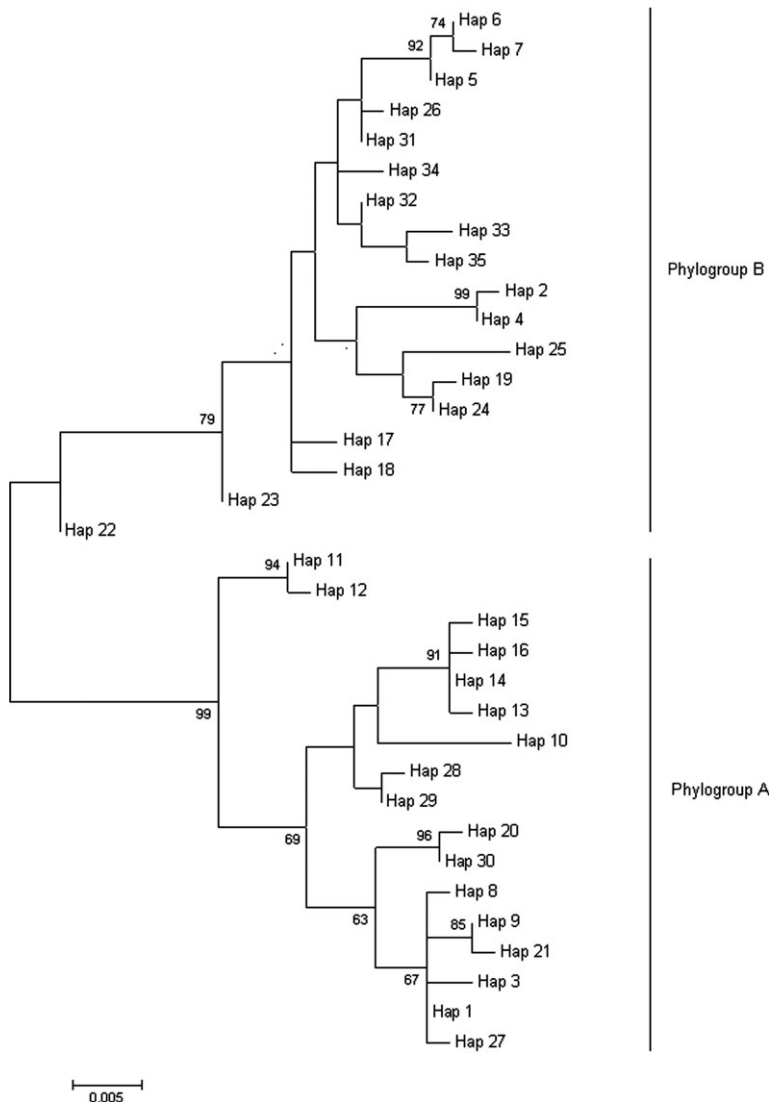 74
Hap 6
92
Hap 7
Hap 5
Hap 26
Hap 31
Hap 34
Hap 32
Hap 33
Hap 35
Phylogroup B
99
Hap 2
Hap 4
Hap 25
Hap 19
77
Hap 24
79
Hap 17
Hap 18
Hap 23
Hap 22
94
Hap 11
Hap 12
Hap 15
91
Hap 16
Hap 14
99
Hap 13
Hap 10
Hap 28
Phylogroup A
Hap 29
96
Hap 20
69
Hap 30
Hap 8
63
85
Hap 9
Hap 21
67
Hap 3
Hap 1
Hap 27
0.005